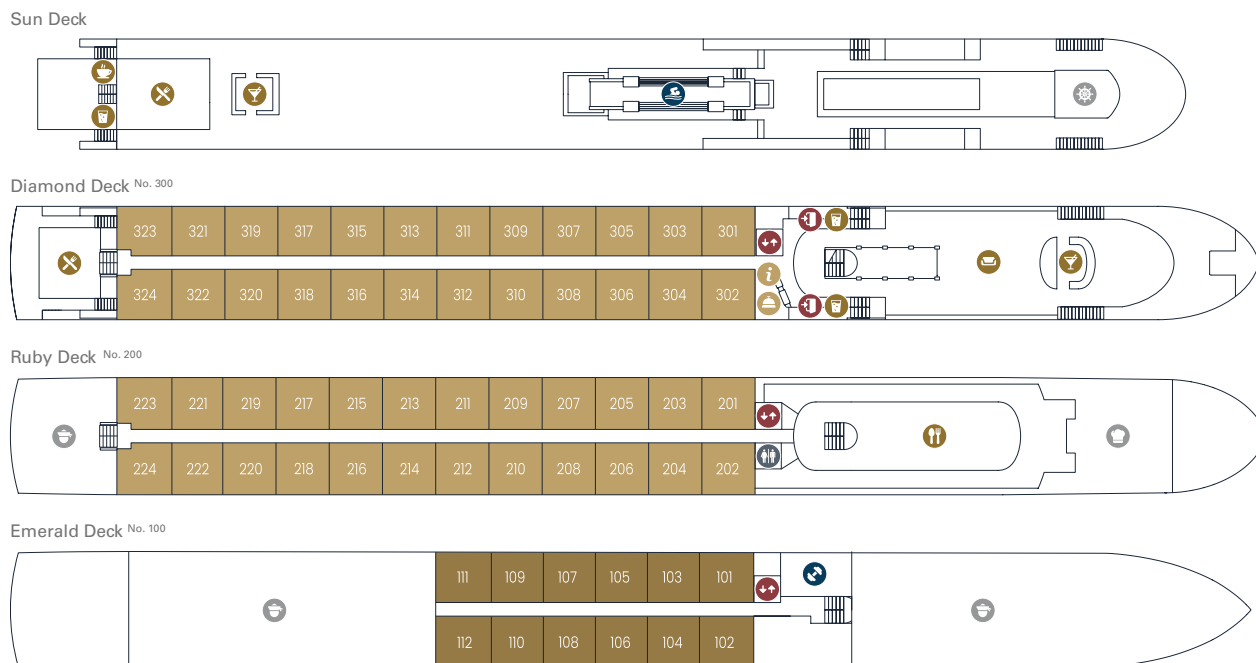 Sun Deck
Diamond Deck No. 300
323 321 319 317 315 313 311 309 307 305 303 301
i
324 322 320 318 316 314 312 310 308 306 304 302
Ruby Deck No. 200
223 221 219 217 215 213 211 209 207 205 203 201
224 222 220 218 216 214 212 210 208 206 204 202
Emerald Deck No. 100
111 109 107 105 103 101
112 110 108 106 104 102